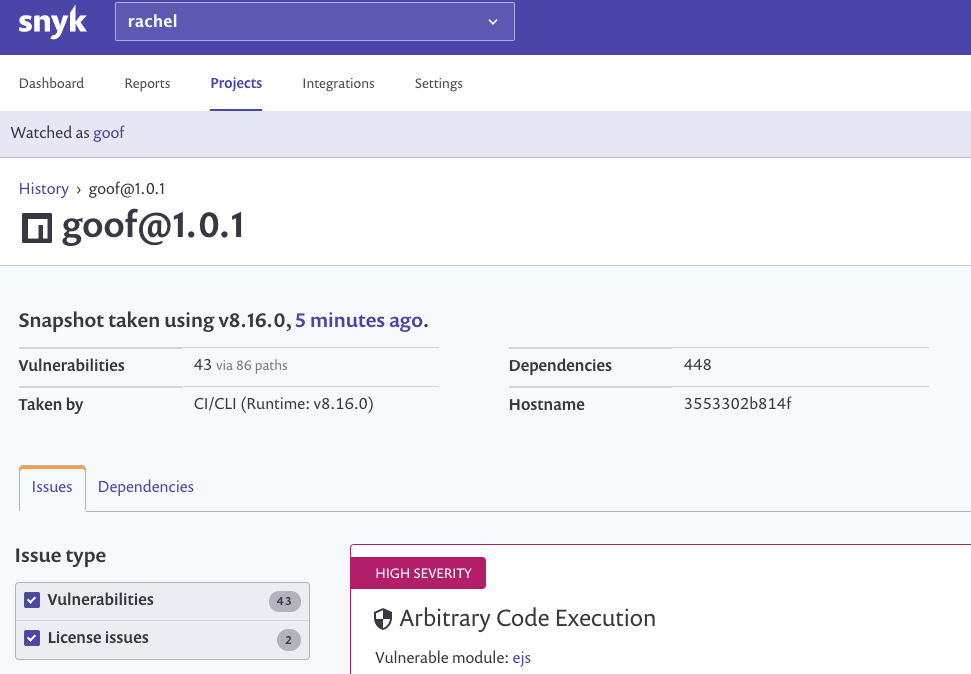 snyk
rachel
Dashboard Reports Projects Integrations Settings
Watched as goof
History › goof@1.0.1
goof@1.0.1
Snapshot taken using v8.16.0, 5 minutes ago.
Vulnerabilities 43 via 86 paths Dependencies 448
Taken by CI/CLI (Runtime: v8.16.0) Hostname 3553302b814f
Issues Dependencies
Issue type
Vulnerabilities 43
License issues 2
HIGH SEVERITY
Arbitrary Code Execution
Vulnerable module: ejs